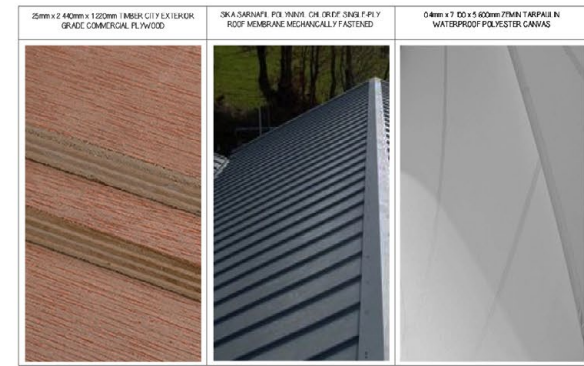 25mm x 2 440mm x 1220mm TIMBER CITY EXTERIOR
GRADE COMMERCIAL PLYWOOD
SIKA SARNAFIL POLYVINYL CHLORIDE SINGLE-PLY
ROOF MEMBRANE MECHANICALLY FASTENED
0.4mm x 7 100 x 5 600mm ZEMIN TARPAULIN
WATERPROOF POLYESTER CANVAS